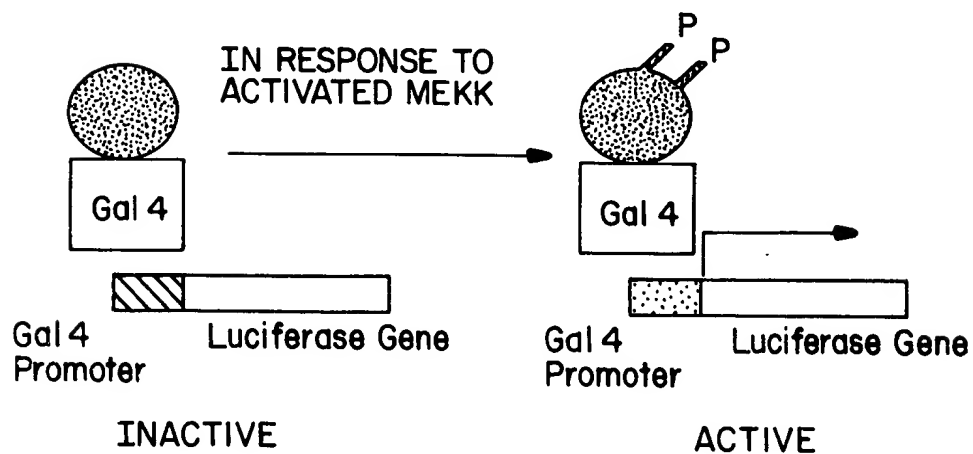 IN RESPONSE TO
ACTIVATED MEKK
P
P
Gal 4
Gal 4
Gal 4
Promoter
Luciferase Gene
Gal 4
Promoter
Luciferase Gene
INACTIVE
ACTIVE